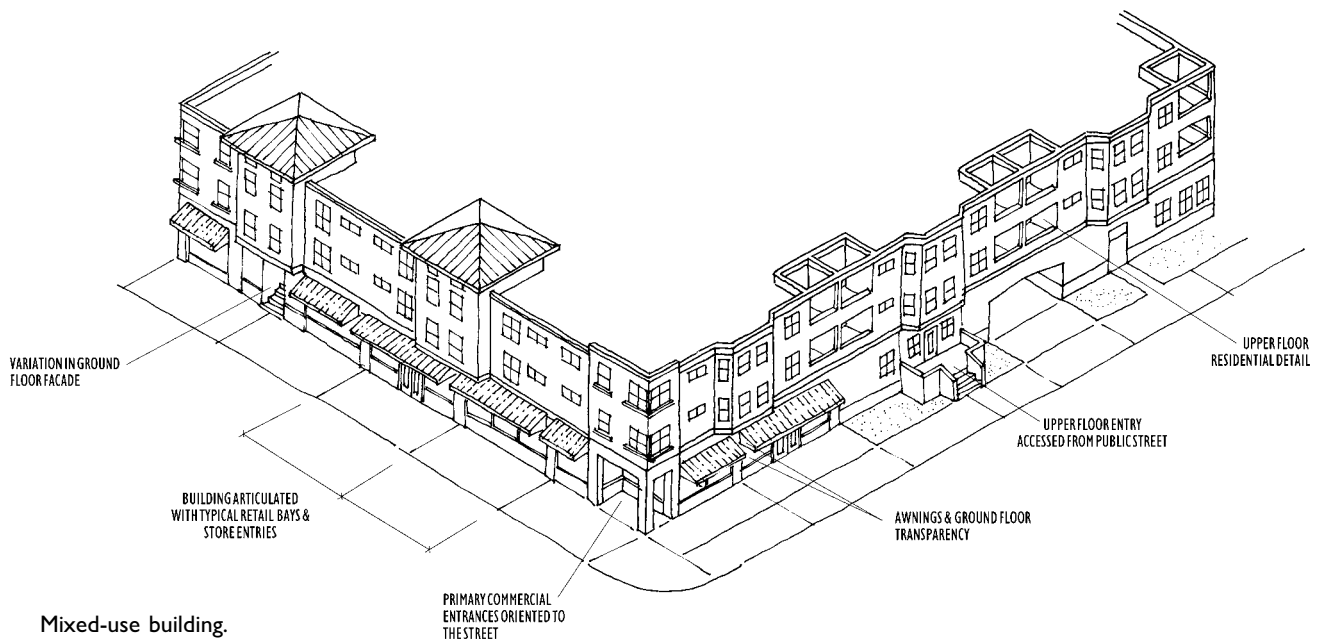 VARIATION IN GROUND
FLOOR FACADE
UPPER FLOOR
RESIDENTIAL DETAIL
UPPER FLOOR ENTRY
ACCESSED FROM PUBLIC STREET
BUILDING ARTICULATED
WITH TYPICAL RETAIL BAYS &
STORE ENTRIES
AWNINGS & GROUND FLOOR
TRANSPARENCY
PRIMARY COMMERCIAL
ENTRANCES ORIENTED TO
THE STREET
Mixed-use building.